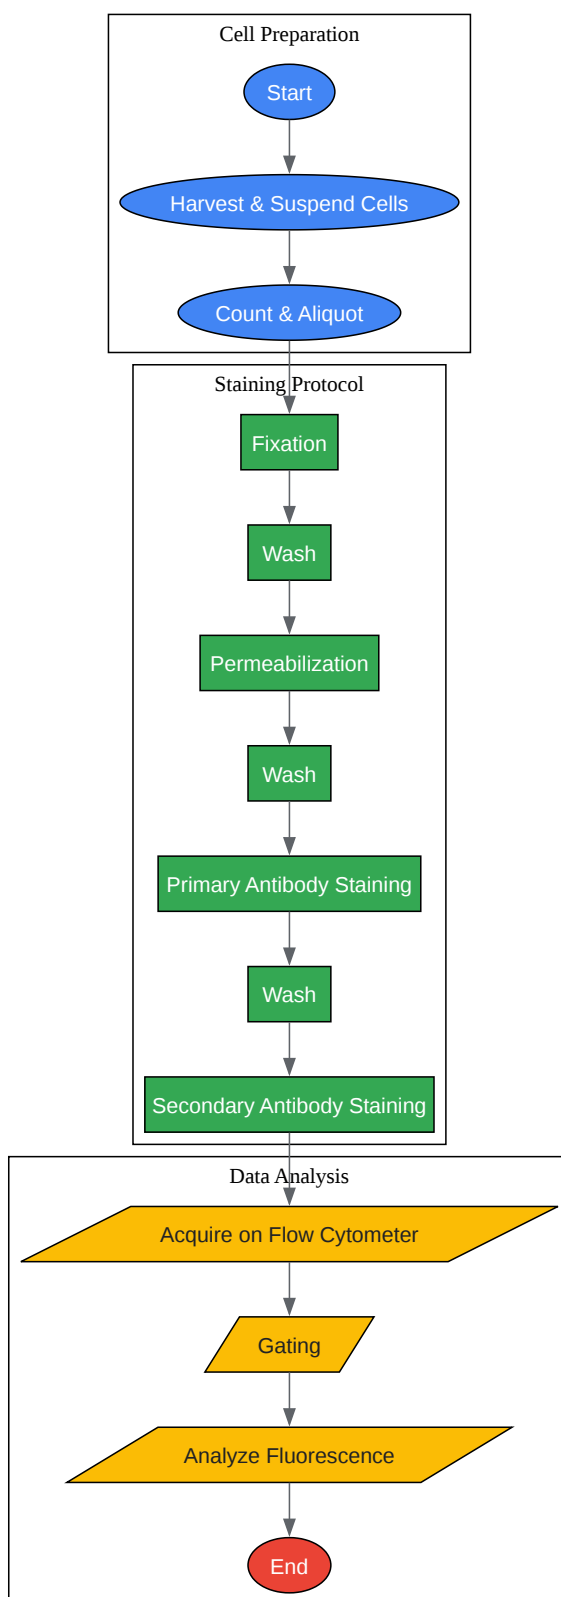 Cell Preparation
Start
Harvest & Suspend Cells
Count & Aliquot
Staining Protocol
Fixation
Wash
Permeabilization
Wash
Primary Antibody Staining
Wash
Secondary Antibody Staining
Data Analysis
Acquire on Flow Cytometer
Gating
Analyze Fluorescence
End